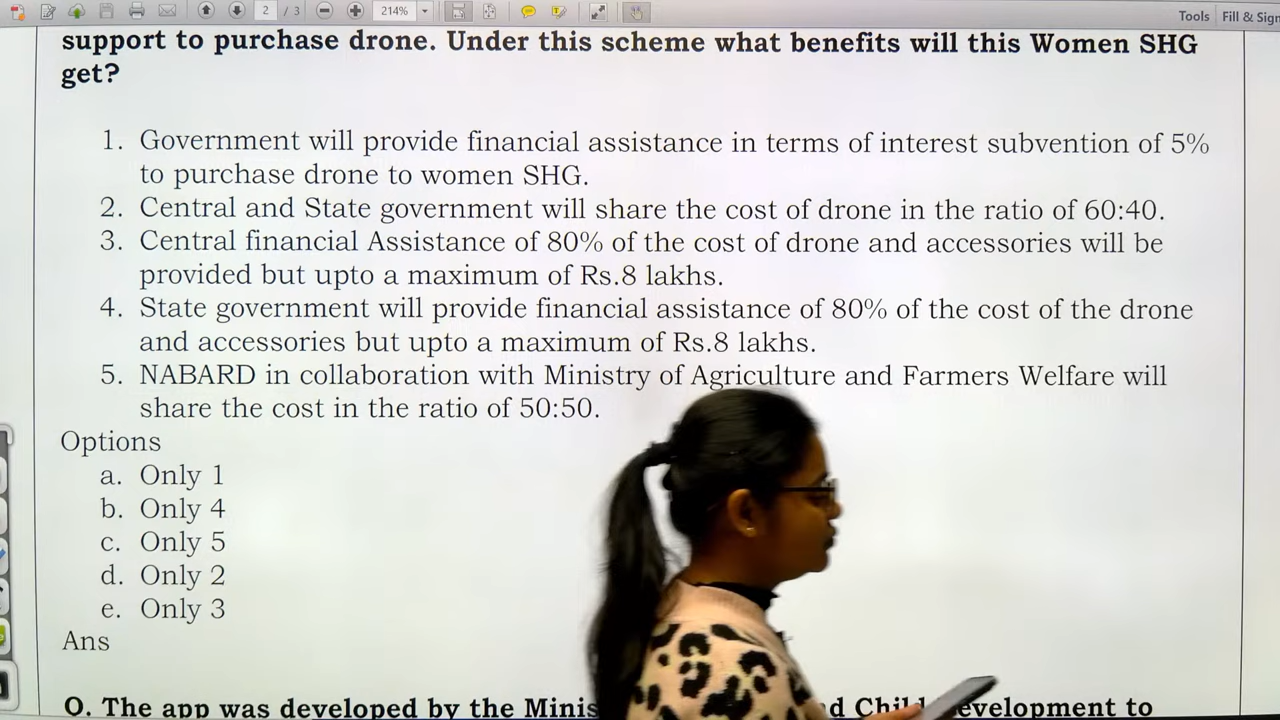 2 / 3
214%
Tools
Fill & Sign
support to purchase drone. Under this scheme what benefits will this Women SHG
get?
1. Government will provide financial assistance in terms of interest subvention of 5%
to purchase drone to women SHG.
2. Central and State government will share the cost of drone in the ratio of 60:40.
3. Central financial Assistance of 80% of the cost of drone and accessories will be
provided but upto a maximum of Rs.8 lakhs.
4. State government will provide financial assistance of 80% of the cost of the drone
and accessories but upto a maximum of Rs.8 lakhs.
5. NABARD in collaboration with Ministry of Agriculture and Farmers Welfare will
share the cost in the ratio of 50:50.
Options
a. Only 1
b. Only 4
c. Only 5
d. Only 2
e. Only 3
Ans
Q. The app was developed by the Minis d Child evelopment to